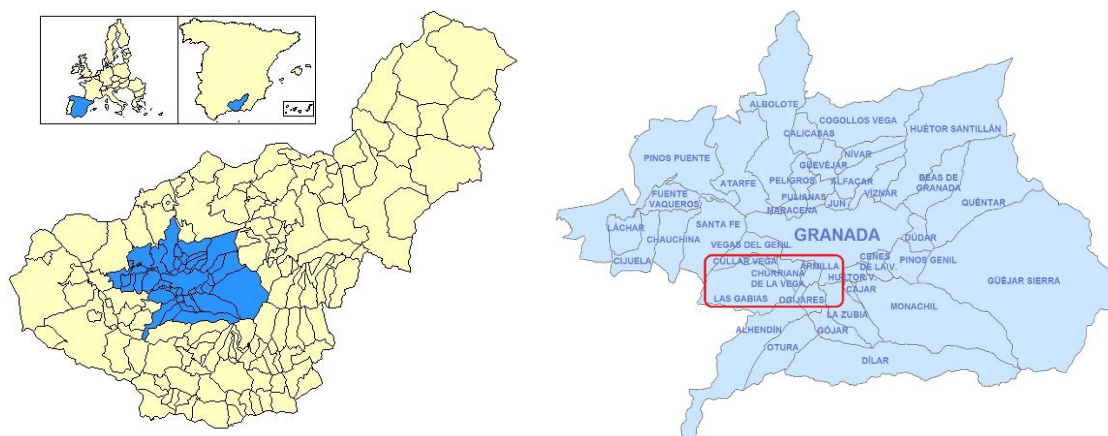 ALBOLOTE
COGOLLOS VEGA
CALICASAS
HUÉTOR SANTILLÁN
NÍVAR
PINOS PUENTE
GÜEVÉJAR
BEAS DE
GRANADA
PELIGROS
ALFACAR
ATARFE
FUENTE
VAQUEROS
PULIANAS
VÍZNAR
JUN
QUÉNTAR
MARACENA
SANTA FE
LÁCHAR
GRANADA
CHAUCHINA
DÚDAR
VEGAS DEL GENIL
CENES
DE LA V.
PINOS GENIL
CIJUELA
CÚLLAR VEGA
ARMILLA
CHURRIANA
DE LA VEGA
HUÉTOR V.
GÜÉJAR SIERRA
CÁJAR
LAS GABIAS
OGÍJARES
MONACHIL
LA ZUBIA
ALHENDÍN
GÓJAR
OTURA
DÍLAR